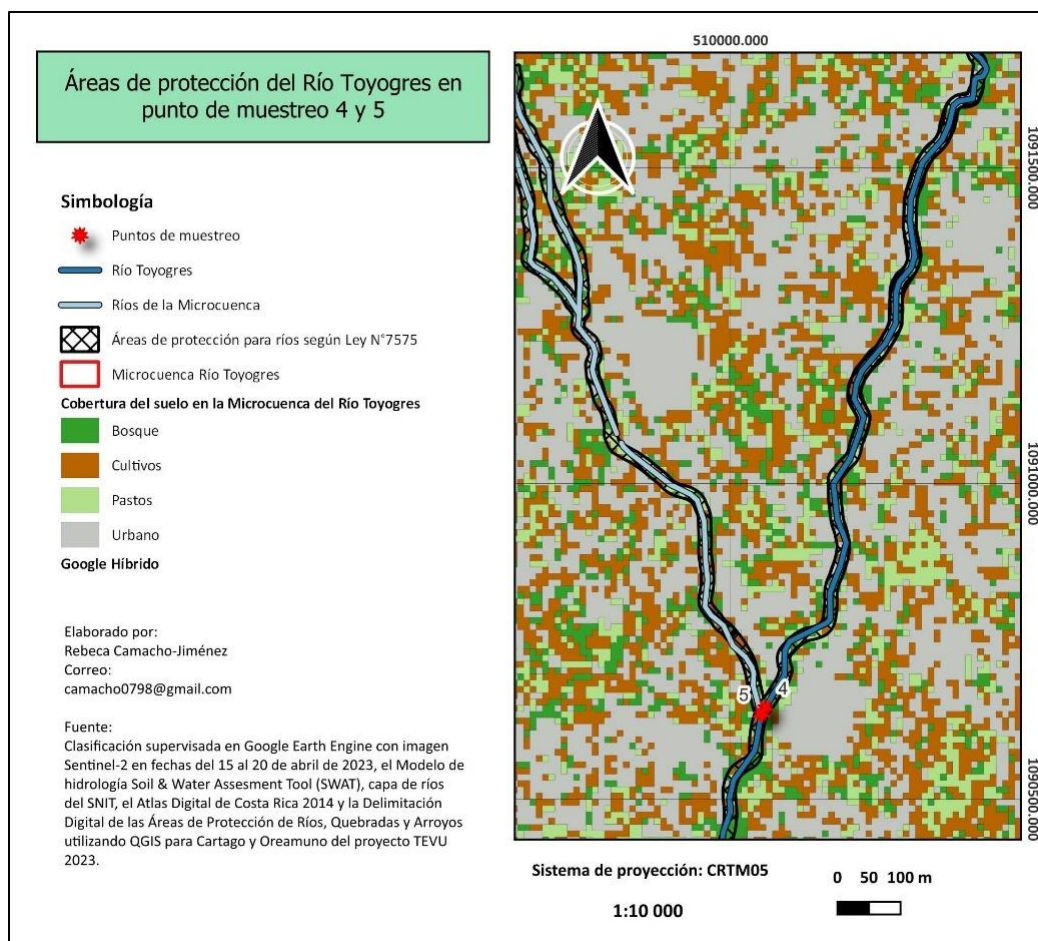 Áreas de protección del Río Toyogres en
punto de muestreo 4 y 5
Simbología
Puntos de muestreo
Río Toyogres
Ríos de la Microcuenca
Áreas de protección para ríos según Ley N°7575
Microcuenca Río Toyogres
Cobertura del suelo en la Microcuenca del Río Toyogres
Bosque
Cultivos
Pastos
Urbano
Google Híbrido
Elaborado por:
Rebeca Camacho-Jiménez
Correo:
camacho0798@gmail.com
Fuente:
Clasificación supervisada en Google Earth Engine con imagen
Sentinel-2 en fechas del 15 al 20 de abril de 2023, el Modelo de
hidrología Soil & Water Assesment Tool (SWAT), capa de ríos
del SNIT, el Atlas Digital de Costa Rica 2014 y la Delimitación
Digital de las Áreas de Protección de Ríos, Quebradas y Arroyos
utilizando QGIS para Cartago y Oreamuno del proyecto TEVU
2023.
510000.000
1091500.000
1091000.000
1090500.000
5
4
Sistema de proyección: CRTM05
1:10 000
0 50 100 m